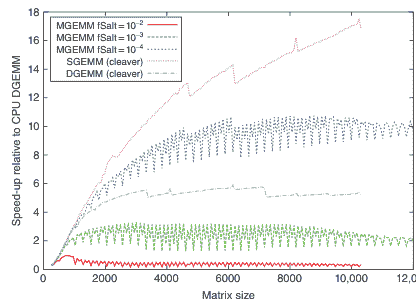 18
16
14
12
10
8
6
4
2
0
Speed-up relative to CPU DGEMM
MGEMM fSalt = 10⁻²
MGEMM fSalt = 10⁻³
MGEMM fSalt = 10⁻⁴
SGEMM (cleaver)
DGEMM (cleaver)
0 2000 4000 6000 8000 10,000 12,0
Matrix size